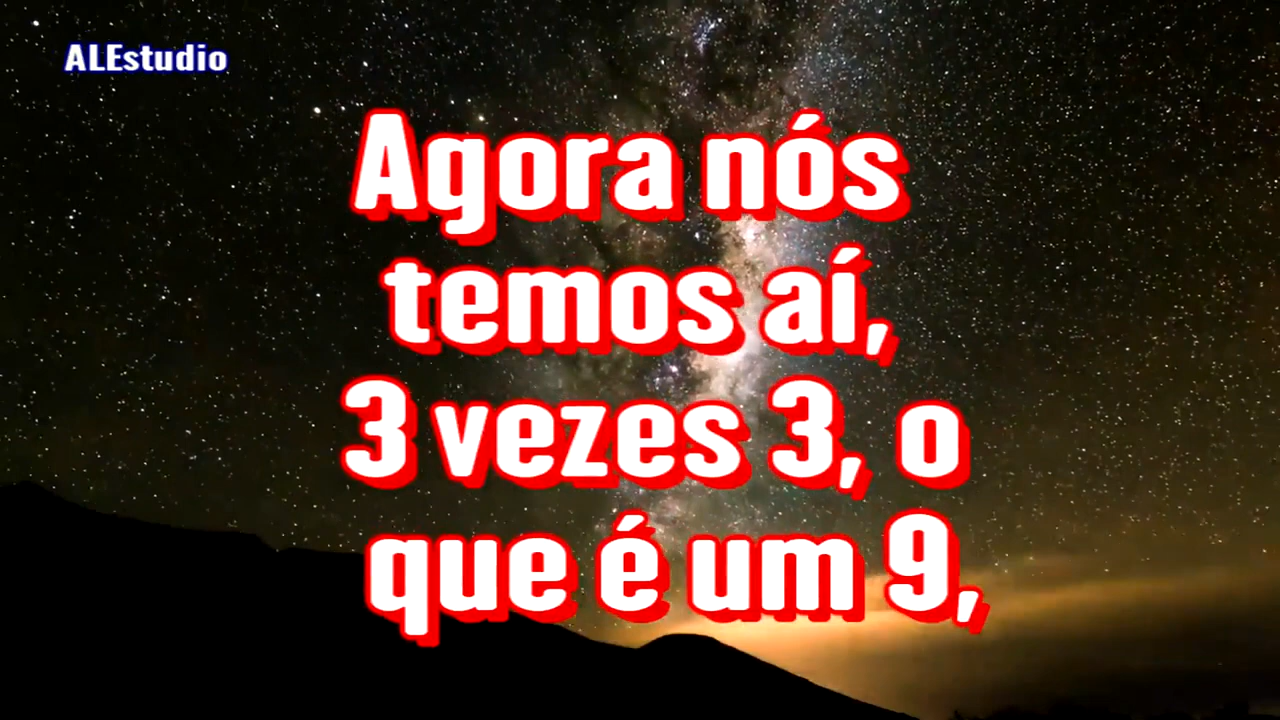 ALEstudio
Agora nós
temos aí,
3 vezes 3, o
que é um 9,